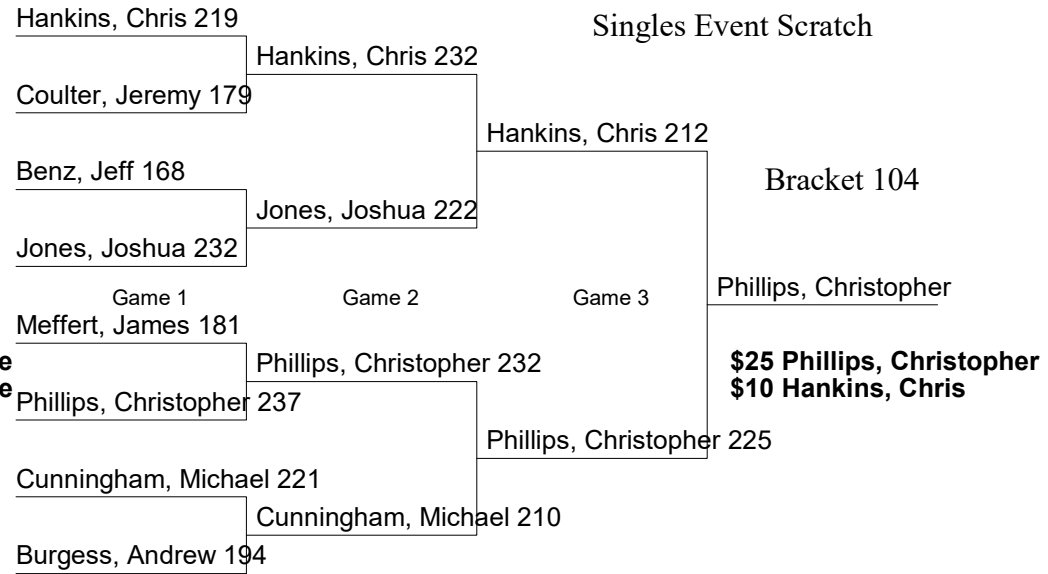 Hankins, Chris 219
Singles Event Scratch
Hankins, Chris 232
Coulter, Jeremy 179
Hankins, Chris 212
Benz, Jeff 168
Bracket 104
Jones, Joshua 222
Jones, Joshua 232
Game 1
Game 2
Game 3
Phillips, Christopher
Meffert, James 181
e
Phillips, Christopher 232
$25 Phillips, Christopher
e
$10 Hankins, Chris
Phillips, Christopher 237
Phillips, Christopher 225
Cunningham, Michael 221
Cunningham, Michael 210
Burgess, Andrew 194